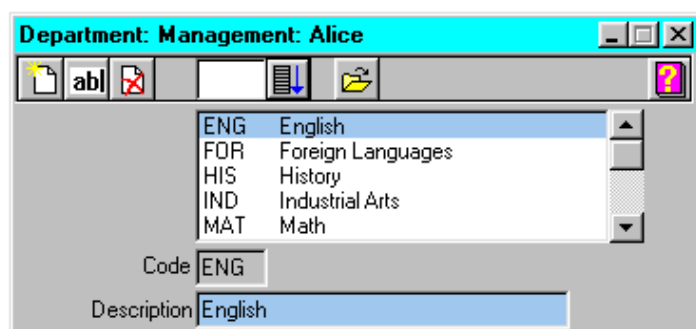 Department: Management: Alice
abl
?
ENG English
FOR Foreign Languages
HIS History
IND Industrial Arts
MAT Math
Code ENG
Description English